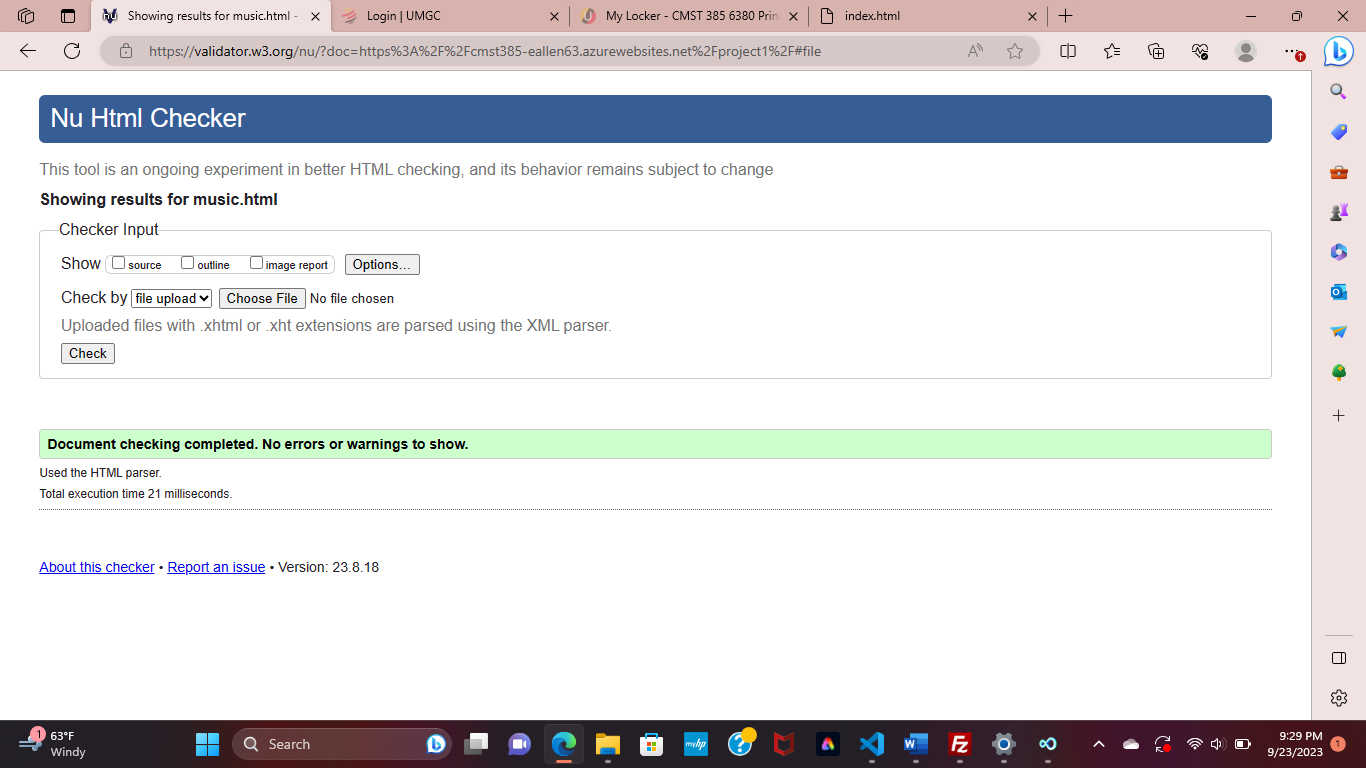 Showing results for music.html -
Login | UMGC
My Locker - CMST 385 6380 Prin
index.html
https://validator.w3.org/nu/?doc=https%3A%2F%2Fcmst385-eallen63.azurewebsites.net%2Fproject1%2F#file
Nu Html Checker
This tool is an ongoing experiment in better HTML checking, and its behavior remains subject to change
Showing results for music.html
Checker Input
Show source outline image report Options...
Check by file upload Choose File No file chosen
Uploaded files with .xhtml or .xht extensions are parsed using the XML parser.
Check
Document checking completed. No errors or warnings to show.
Used the HTML parser.
Total execution time 21 milliseconds.
About this checker • Report an issue • Version: 23.8.18
1 63°F
Windy
Search
myhp
Fz
9:29 PM
9/23/2023
1